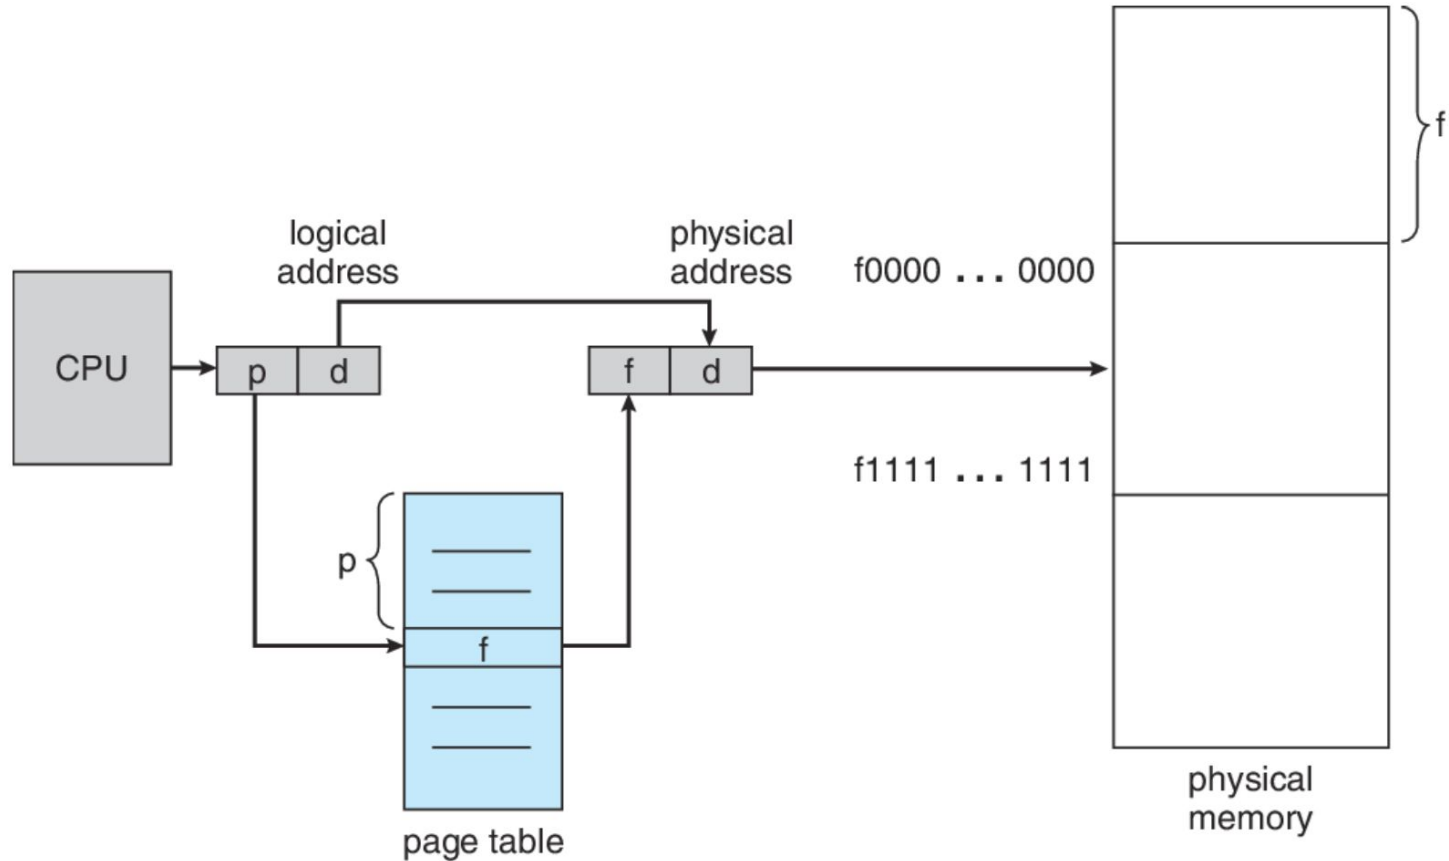 f
logical
address
physical
address
f0000 ... 0000
CPU
p
d
f
d
f1111 ... 1111
p
f
physical
memory
page table